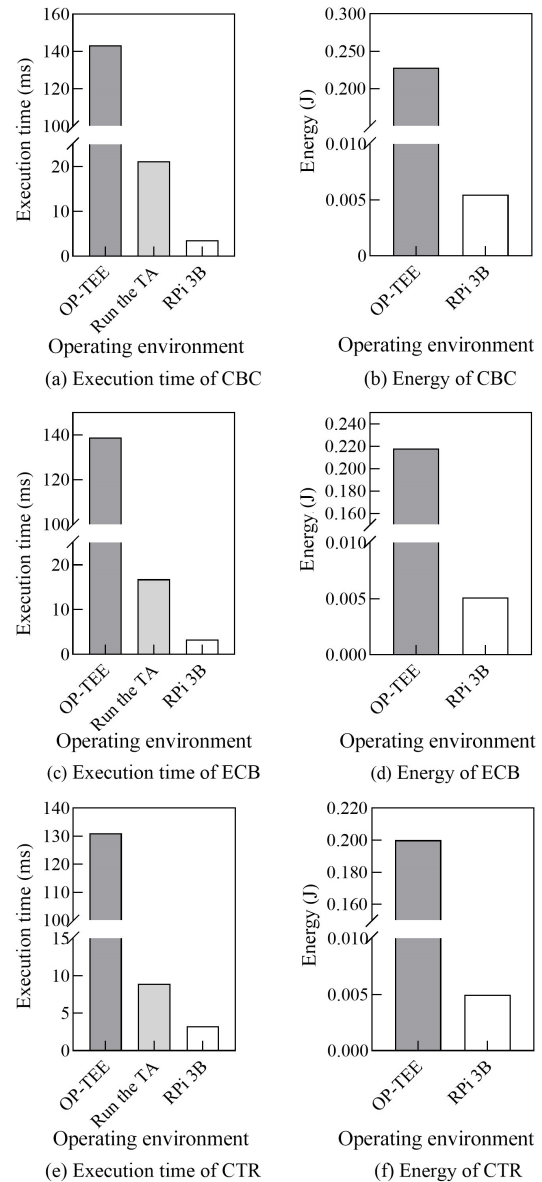 160
140
120
100
20
10
0
Execution time (ms)
OP-TEE
Run the TA
RPi 3B
Operating environment
(a) Execution time of CBC
0.300
0.200
0.010
0.005
0
Energy (J)
OP-TEE
RPi 3B
Operating environment
(b) Energy of CBC
140
120
100
20
10
0
Execution time (ms)
OP-TEE
Run the TA
RPi 3B
Operating environment
(c) Execution time of ECB
0.240
0.220
0.200
0.180
0.160
0.010
0.005
0.000
Energy (J)
OP-TEE
RPi 3B
Operating environment
(d) Energy of ECB
140
130
120
110
100
15
10
5
0
Execution time (ms)
OP-TEE
Run the TA
RPi 3B
Operating environment
(e) Execution time of CTR
0.220
0.200
0.180
0.160
0.010
0.005
0.000
Energy (J)
OP-TEE
RPi 3B
Operating environment
(f) Energy of CTR